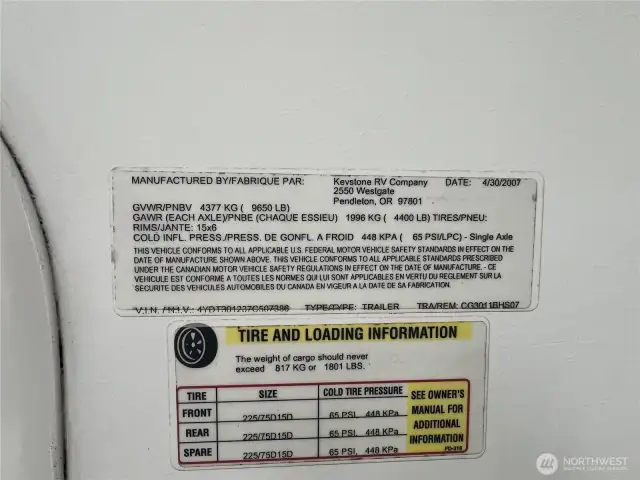 MANUFACTURED BY/FABRIQUE PAR: Keystone RV Company DATE: 4/30/2007
2550 Westgate
Pendleton, OR 97801
GVWR/PNBV 4377 KG ( 9650 LB)
GAWR (EACH AXLE)/PNBE (CHAQUE ESSIEU) 1996 KG ( 4400 LB) TIRES/PNEU:
RIMS/JANTE: 15x6
COLD INFL. PRESS./PRESS. DE GONFL. A FROID 448 KPA ( 65 PSI/LPC) - Single Axle
THIS VEHICLE CONFORMS TO ALL APPLICABLE U.S. FEDERAL MOTOR VEHICLE SAFETY STANDARDS IN EFFECT ON THE
DATE OF MANUFACTURE SHOWN ABOVE. THIS VEHICLE CONFORMS TO ALL APPLICABLE STANDARDS PRESCRIBED
UNDER THE CANADIAN MOTOR VEHICLE SAFETY REGULATIONS IN EFFECT ON THE DATE OF MANUFACTURE. - CE
VEHICULE EST CONFORME A TOUTES LES NORMES QUI LUI SONT APPLICABLES EN VERTU DU REGLEMENT SUR LA
SECURITE DES VEHICULES AUTOMOBILES DU CANADA EN VIGEUR A LA DATE DE SA FABRICATION.
V.I.N. / N.I.V.: TYPE/TYPE: TRAILER TRA/REM: CG3011BHS07
TIRE AND LOADING INFORMATION
The weight of cargo should never
exceed 817 KG or 1801 LBS.
TIRE SIZE COLD TIRE PRESSURE SEE OWNER'S
MANUAL FOR
ADDITIONAL
INFORMATION
FRONT 225/75D15D 65 PSI, 448 KPa
REAR 225/75D15D 65 PSI, 448 KPa
SPARE 225/75D15D 65 PSI, 448 KPa
NORTHWEST